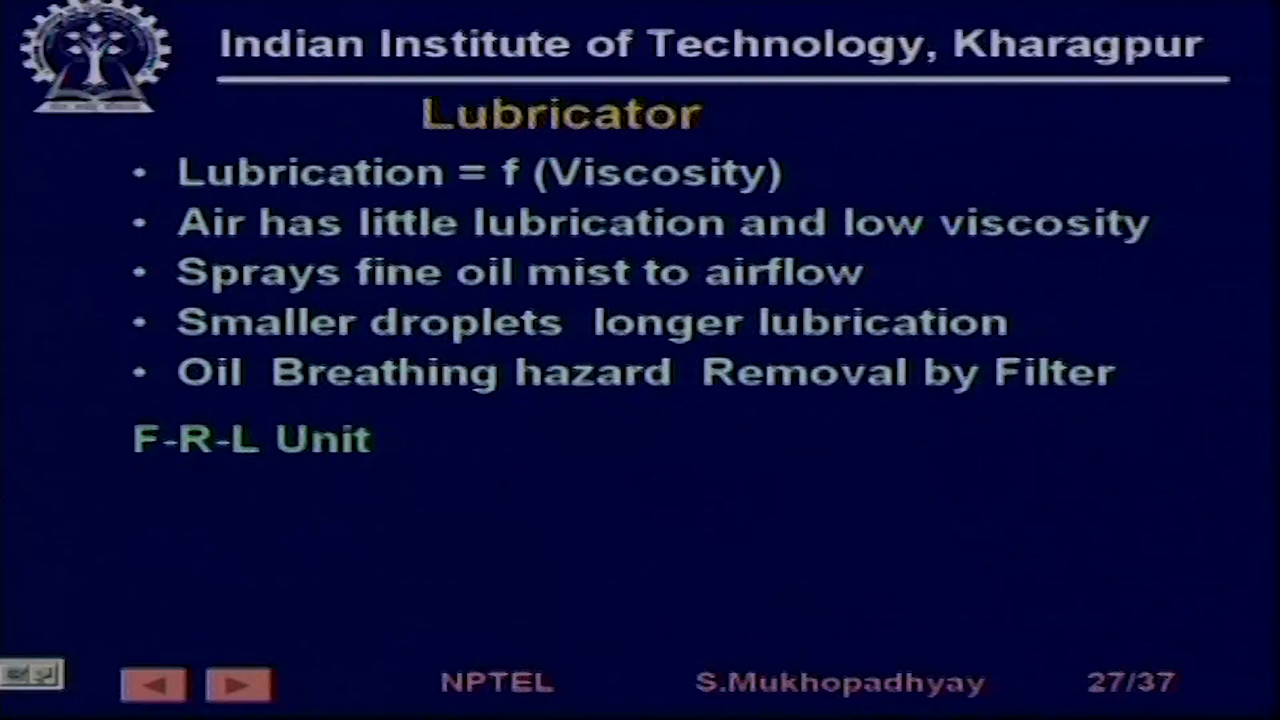 Indian Institute of Technology, Kharagpur
Lubricator
• Lubrication = f (Viscosity)
• Air has little lubrication and low viscosity
• Sprays fine oil mist to airflow
• Smaller droplets longer lubrication
• Oil Breathing hazard Removal by Filter
F-R-L Unit
NPTEL S.Mukhopadhyay 27/37